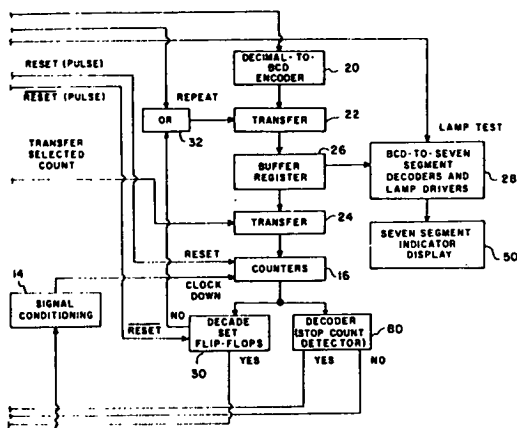 DECIMAL-TO-
BCD
ENCODER
20
RESET (PULSE)
RESET (PULSE)
OR
32
REPEAT
TRANSFER
22
LAMP TEST
TRANSFER
SELECTED
COUNT
BUFFER
REGISTER
26
BCD-TO-SEVEN
SEGMENT
DECODERS AND
LAMP DRIVERS
28
TRANSFER
24
SEVEN SEGMENT
INDICATOR
DISPLAY
50
RESET
COUNTERS
16
CLOCK
DOWN
14
SIGNAL
CONDITIONING
NO
RESET
DECADE
SET
FLIP-FLOPS
30
YES
DECODER
(STOP COUNT
DETECTOR)
60
YES
NO